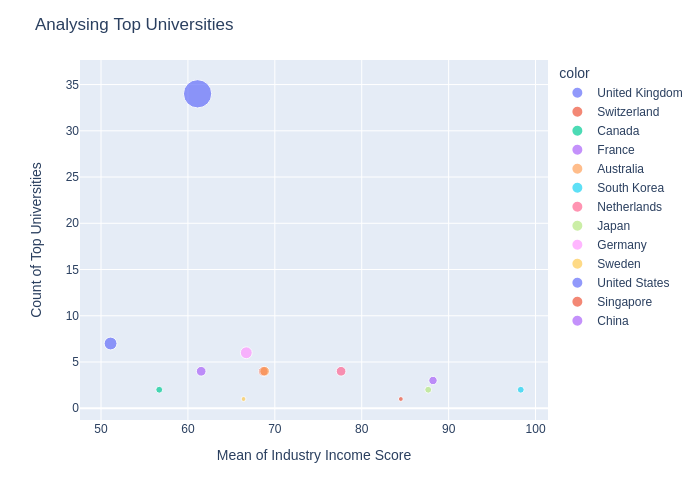 Analysing Top Universities
color
United Kingdom
Switzerland
Canada
France
Australia
South Korea
Netherlands
Japan
Germany
Sweden
United States
Singapore
China
Count of Top Universities
35
30
25
20
15
10
5
0
50 60 70 80 90 100
Mean of Industry Income Score